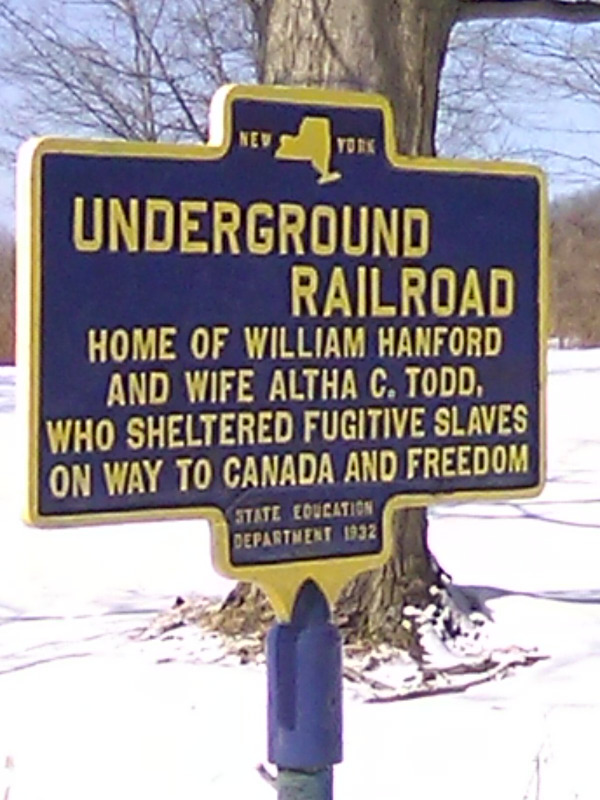 NEW YORK
UNDERGROUND
RAILROAD
HOME OF WILLIAM HANFORD
AND WIFE ALTHA C. TODD,
WHO SHELTERED FUGITIVE SLAVES
ON WAY TO CANADA AND FREEDOM
STATE EDUCATION
DEPARTMENT 1932